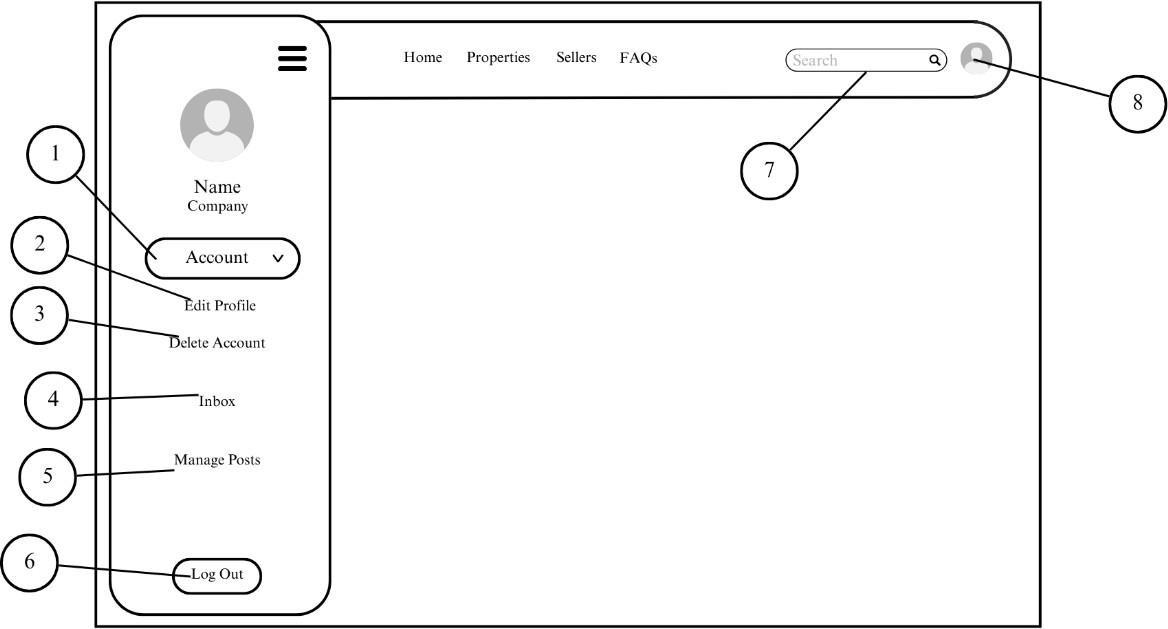 Home Properties Sellers FAQs Search
8
7
1
Name
Company
2
Account
Edit Profile
3
Delete Account
4
Inbox
5
Manage Posts
6
Log Out